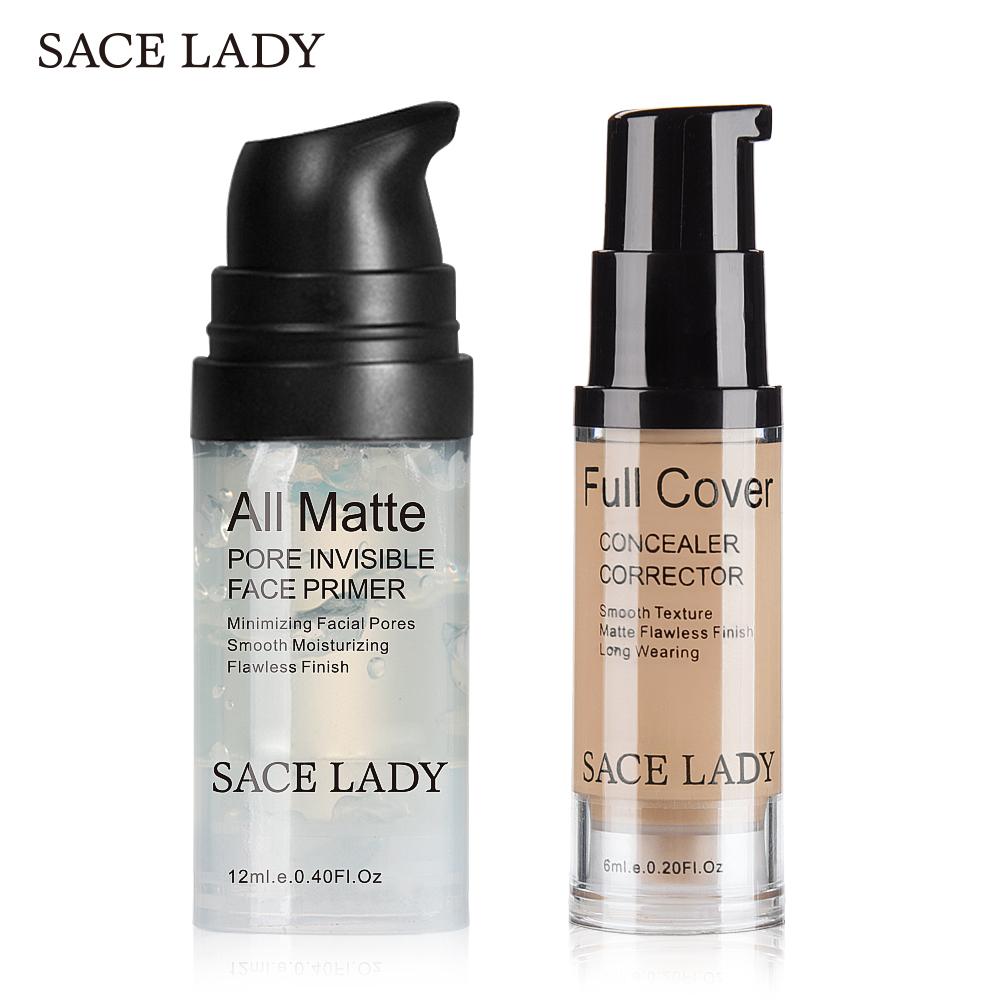 SACE LADY
All Matte
PORE INVISIBLE
FACE PRIMER
Minimizing Facial Pores
Smooth Moisturizing
Flawless Finish
SACE LADY
12ml.e.0.40Fl.Oz
Full Cover
CONCEALER
CORRECTOR
Smooth Texture
Matte Flawless Finish
Long Wearing
SACE LADY
6ml.e.0.20Fl.Oz